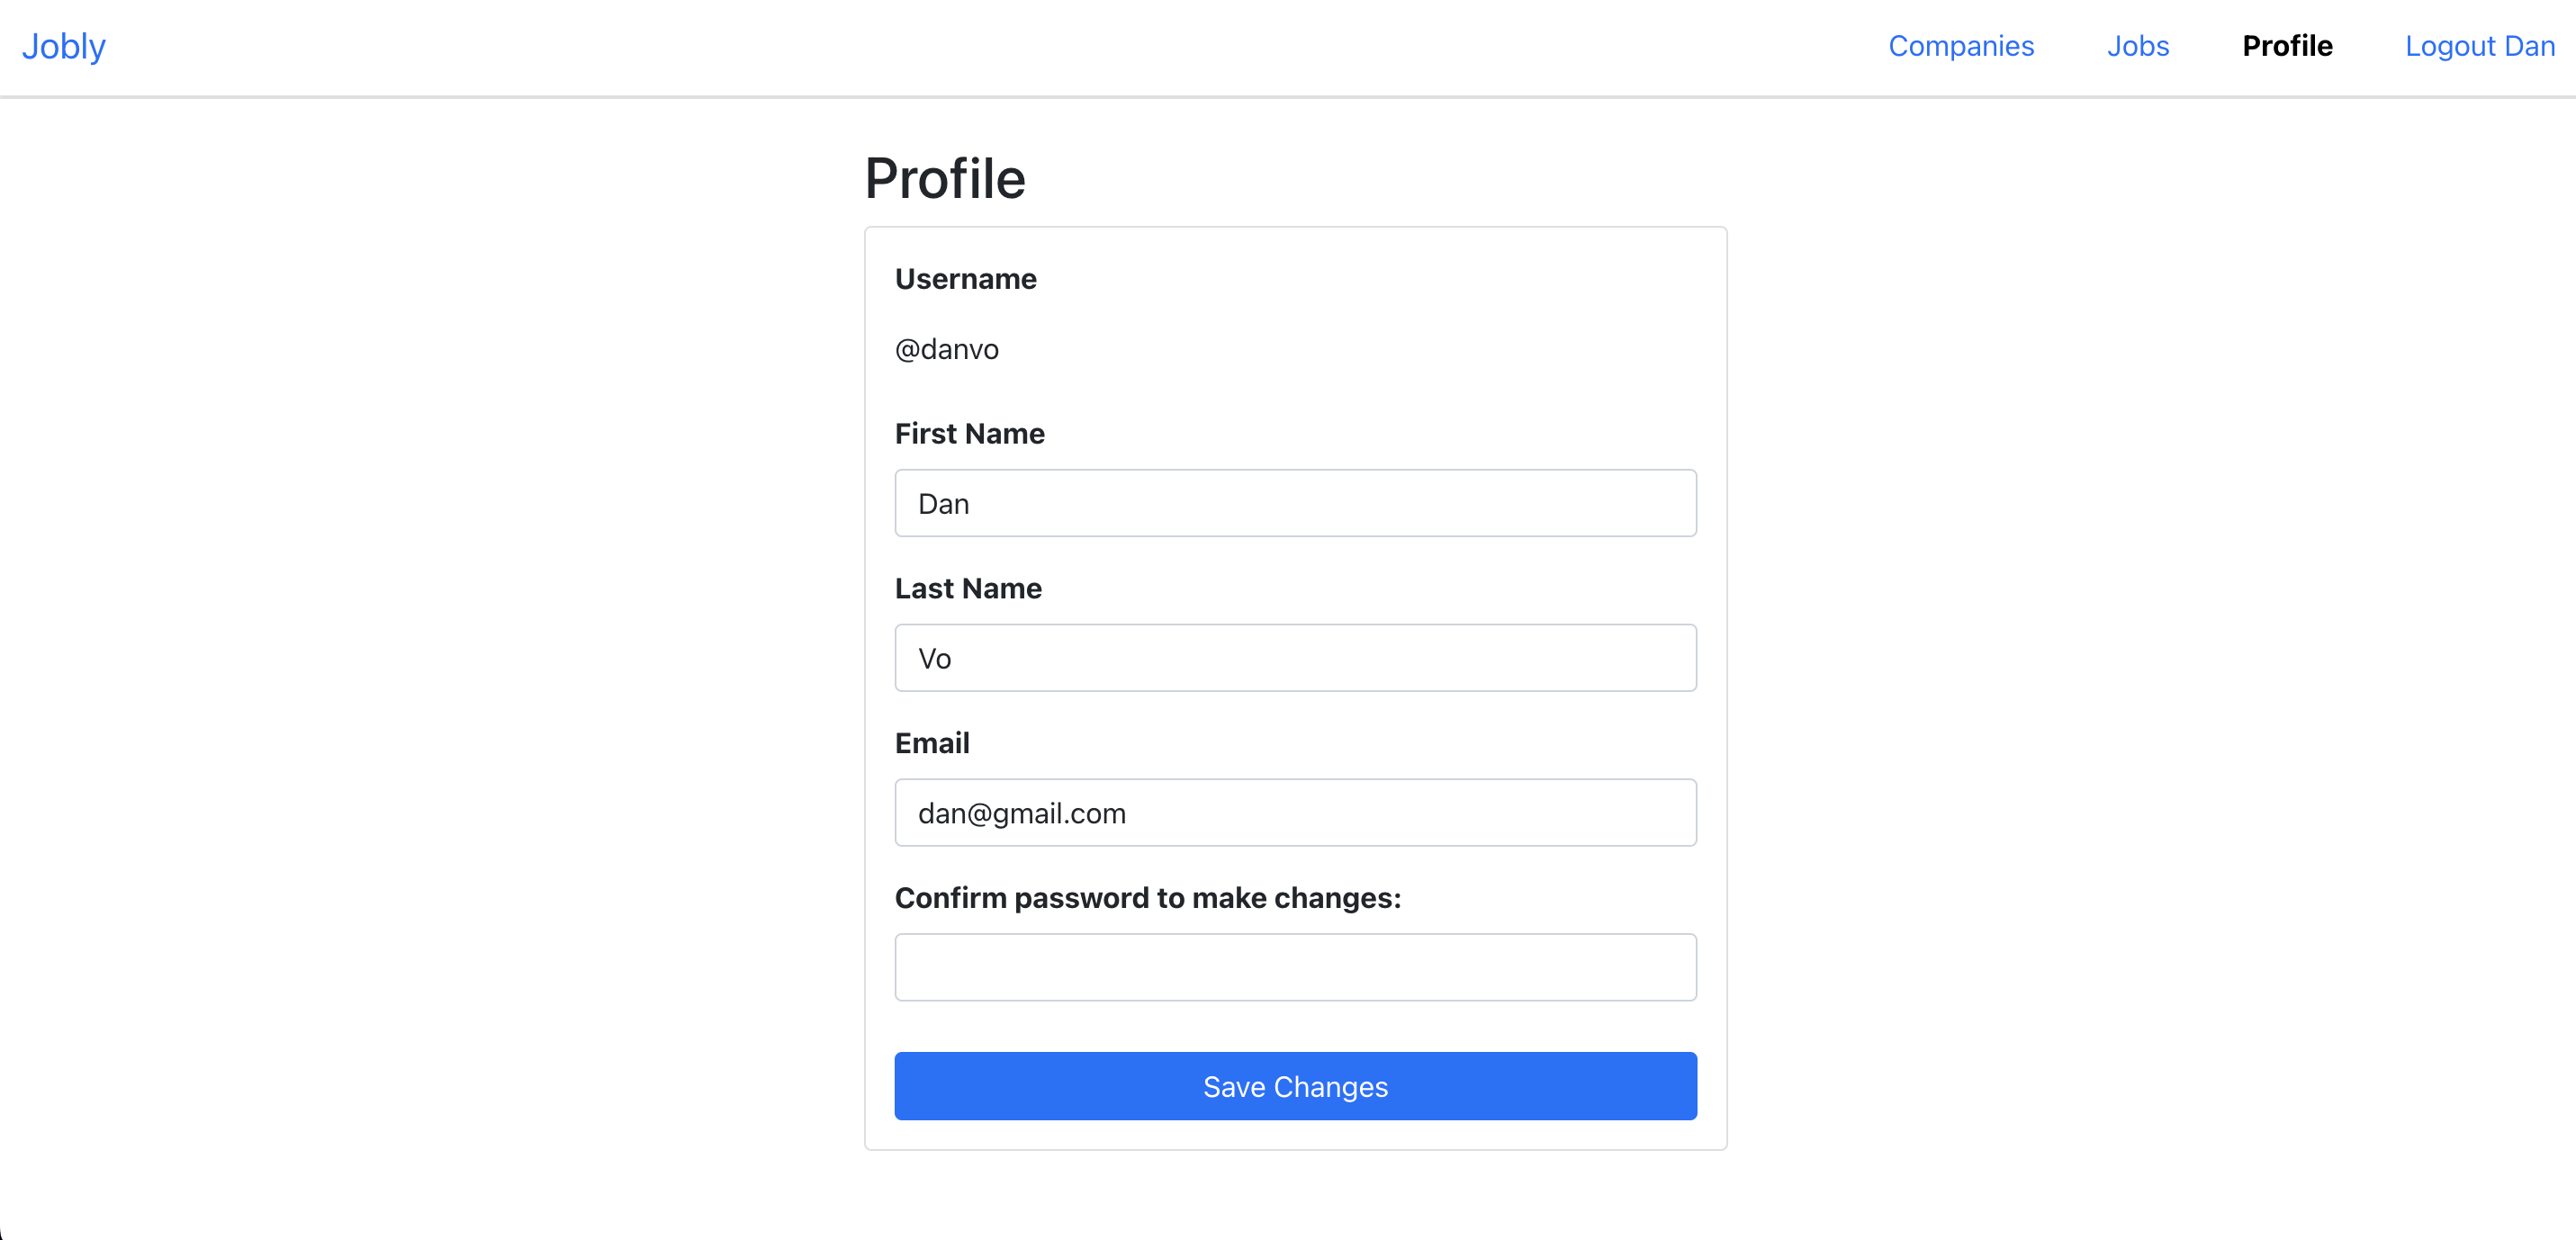 Jobly
Companies Jobs Profile Logout Dan
Profile
Username
@danvo
First Name
Dan
Last Name
Vo
Email
dan@gmail.com
Confirm password to make changes:
Save Changes